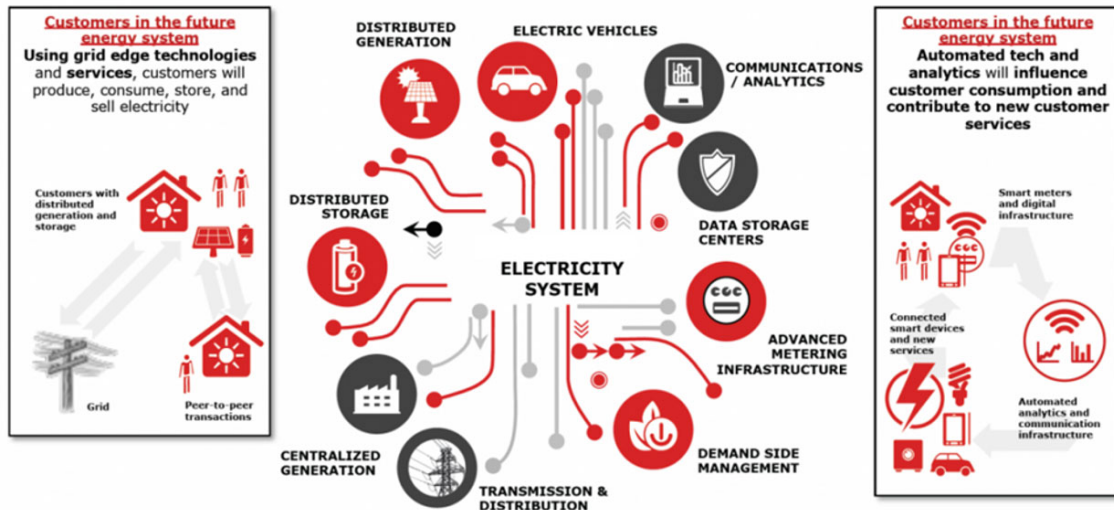 Customers in the future
energy system
Using grid edge technologies
and services, customers will
produce, consume, store, and
sell electricity
Customers with
distributed
generation and
storage
Grid
Peer-to-peer
transactions
DISTRIBUTED
GENERATION
ELECTRIC VEHICLES
COMMUNICATIONS
/ ANALYTICS
DISTRIBUTED
STORAGE
DATA STORAGE
CENTERS
ELECTRICITY
SYSTEM
ADVANCED
METERING
INFRASTRUCTURE
CENTRALIZED
GENERATION
TRANSMISSION &
DISTRIBUTION
DEMAND SIDE
MANAGEMENT
Customers in the future
energy system
Automated tech and
analytics will influence
customer consumption and
contribute to new customer
services
Smart meters
and digital
infrastructure
Connected
smart devices
and new
services
Automated
analytics and
communication
infrastructure